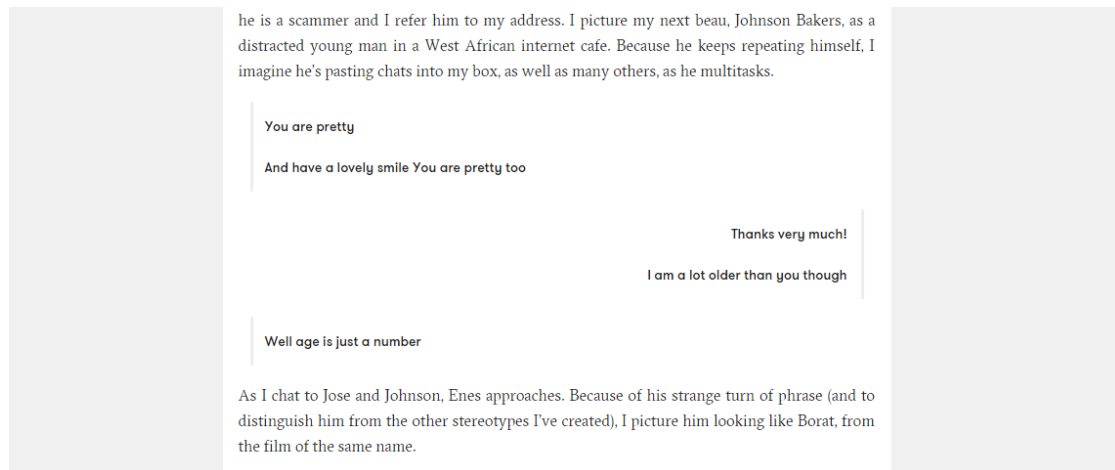 he is a scammer and I refer him to my address. I picture my next beau, Johnson Bakers, as a
distracted young man in a West African internet cafe. Because he keeps repeating himself, I
imagine he's pasting chats into my box, as well as many others, as he multitasks.
You are pretty
And have a lovely smile You are pretty too
Thanks very much!
I am a lot older than you though
Well age is just a number
As I chat to Jose and Johnson, Enes approaches. Because of his strange turn of phrase (and to
distinguish him from the other stereotypes I've created), I picture him looking like Borat, from
the film of the same name.